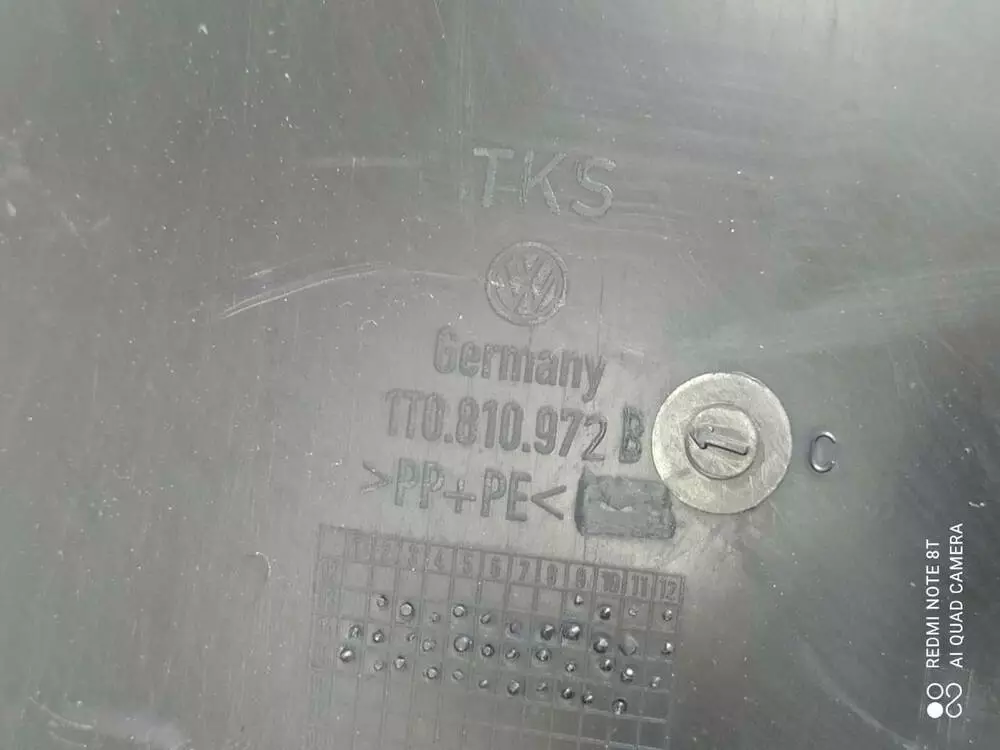 TKS
Germany
1T0.810.972 B
C
>PP+PE<
1 2 3 4 5 6 7 8 9 10 11 12
REDMI NOTE 8T
AI QUAD CAMERA